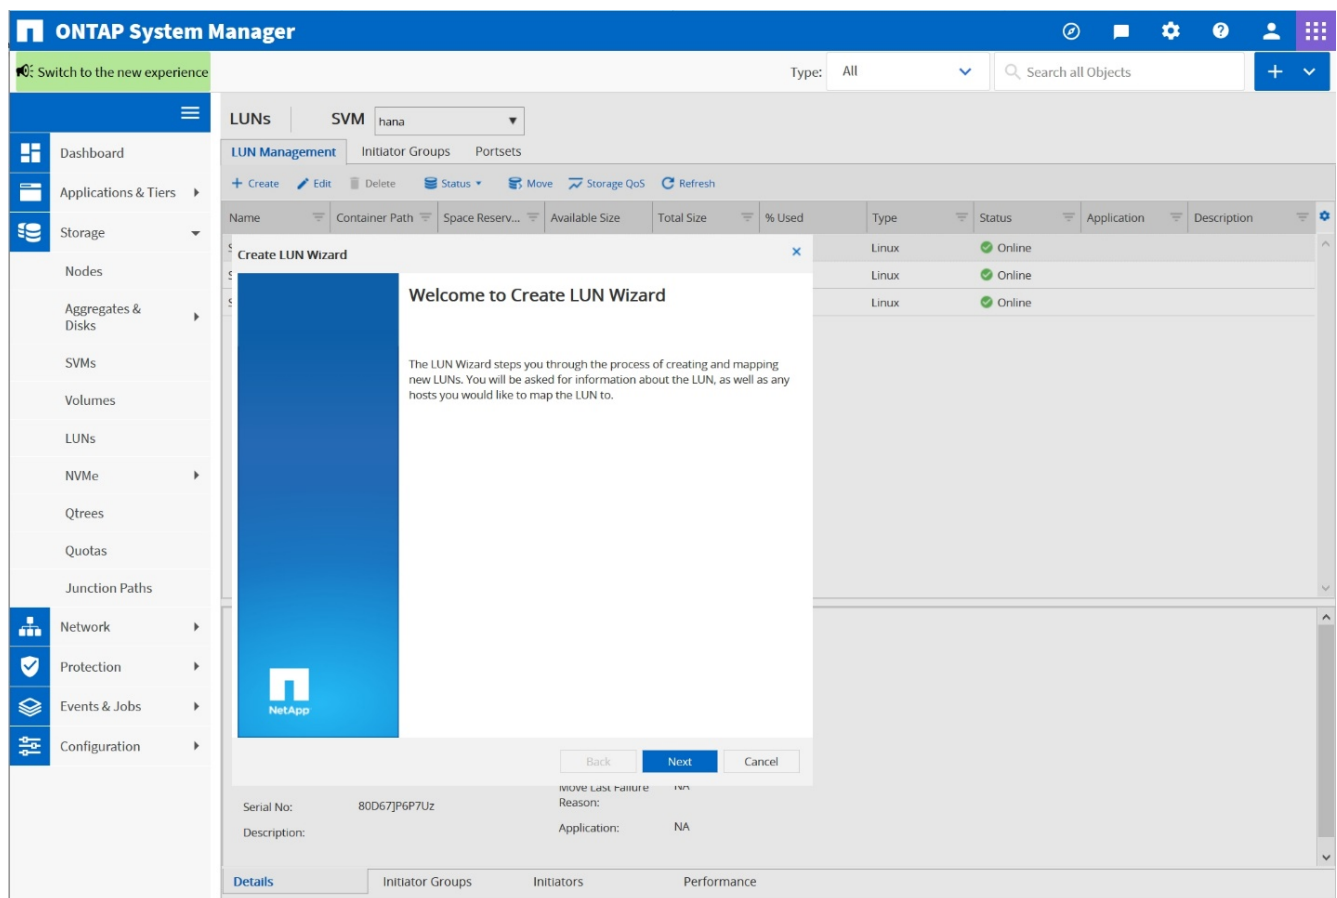 ONTAP System Manager
Switch to the new experience
Type: All
Search all Objects
LUNs SVM hana
LUN Management Initiator Groups Portsets
+ Create Edit Delete Status Move Storage QoS Refresh
Name Container Path Space Reserv... Available Size Total Size % Used Type Status Application Description
Linux Online
Linux Online
Linux Online
Dashboard
Applications & Tiers
Storage
Nodes
Aggregates &
Disks
SVMs
Volumes
LUNs
NVMe
Qtrees
Quotas
Junction Paths
Network
Protection
Events & Jobs
Configuration
Create LUN Wizard
Welcome to Create LUN Wizard
The LUN Wizard steps you through the process of creating and mapping
new LUNs. You will be asked for information about the LUN, as well as any
hosts you would like to map the LUN to.
NetApp
Back Next Cancel
Move Last Failure NA
Reason:
Serial No: 80D67]P6P7Uz
Application: NA
Description:
Details Initiator Groups Initiators Performance